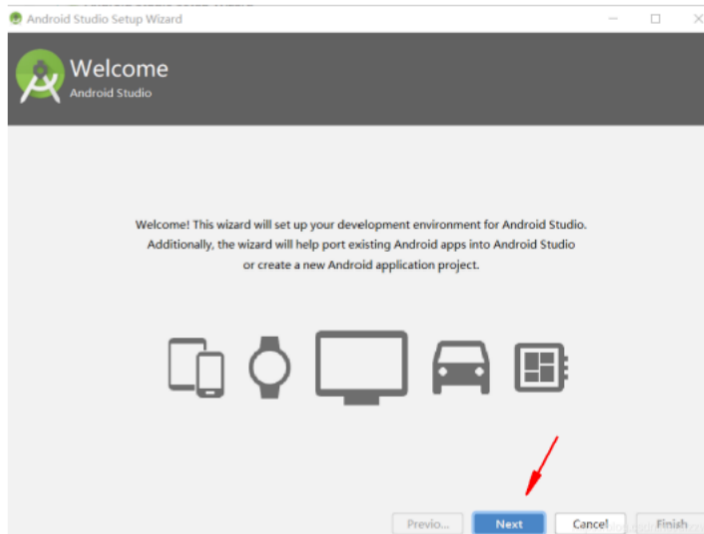 Android Studio Setup Wizard
Welcome
Android Studio
Welcome! This wizard will set up your development environment for Android Studio.
Additionally, the wizard will help port existing Android apps into Android Studio
or create a new Android application project.
Previo... Next Cancel Finish